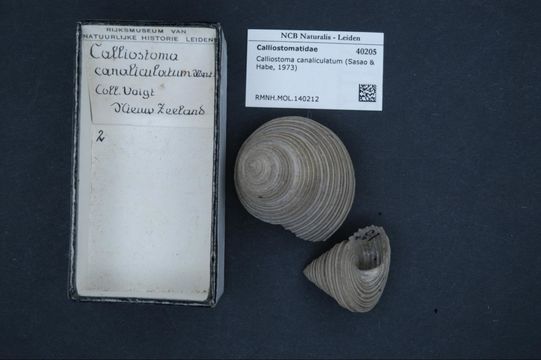 RIJKSMUSEUM VAN
NATUURLIJKE HISTORIE LEIDEN
Calliostoma
canaliculatum
Coll. Voigt
Nieuw Zeeland
2
NCB Naturalis - Leiden
Calliostomatidae 40205
Calliostoma canaliculatum (Sasao &
Habe, 1973)
RMNH.MOL.140212